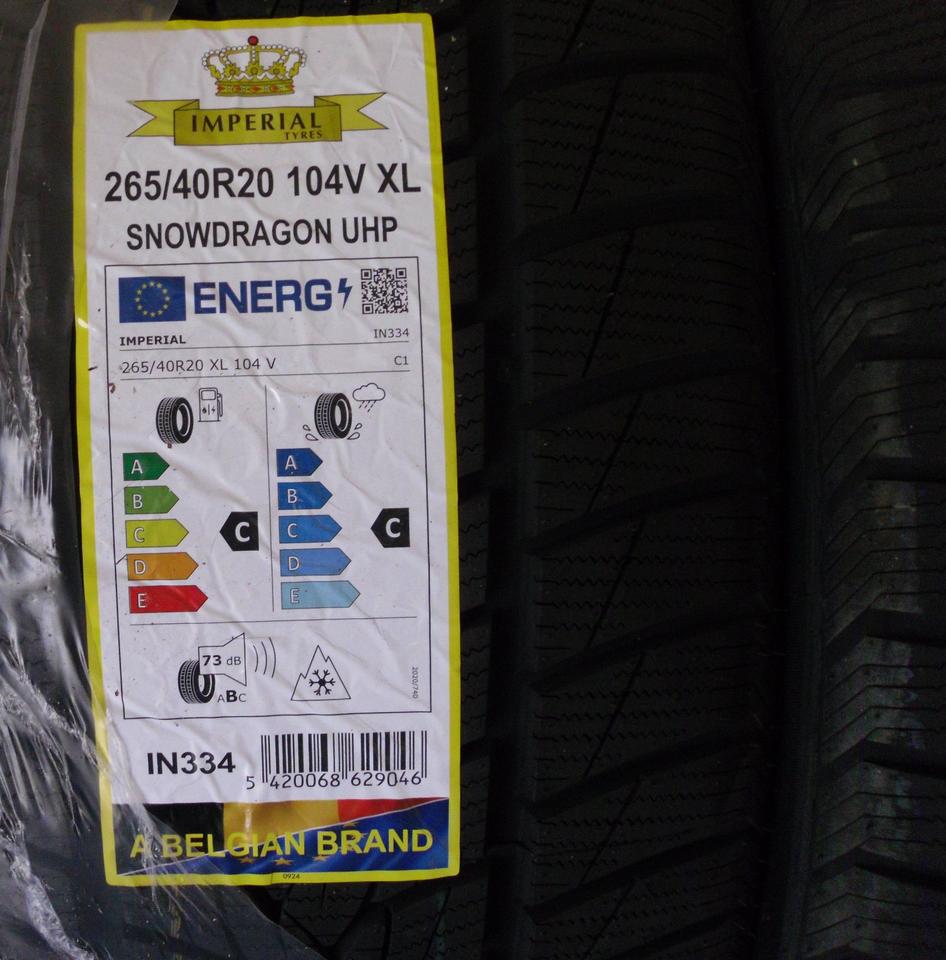 IMPERIAL
TYRES
265/40R20 104V XL
SNOWDRAGON UHP
ENERG
IMPERIAL IN334
265/40R20 XL 104 V C1
A A
B B
C C C C
D D
E E
73 dB
ABC
2020/740
IN334
5 420068 629046
A BELGIAN BRAND
0924